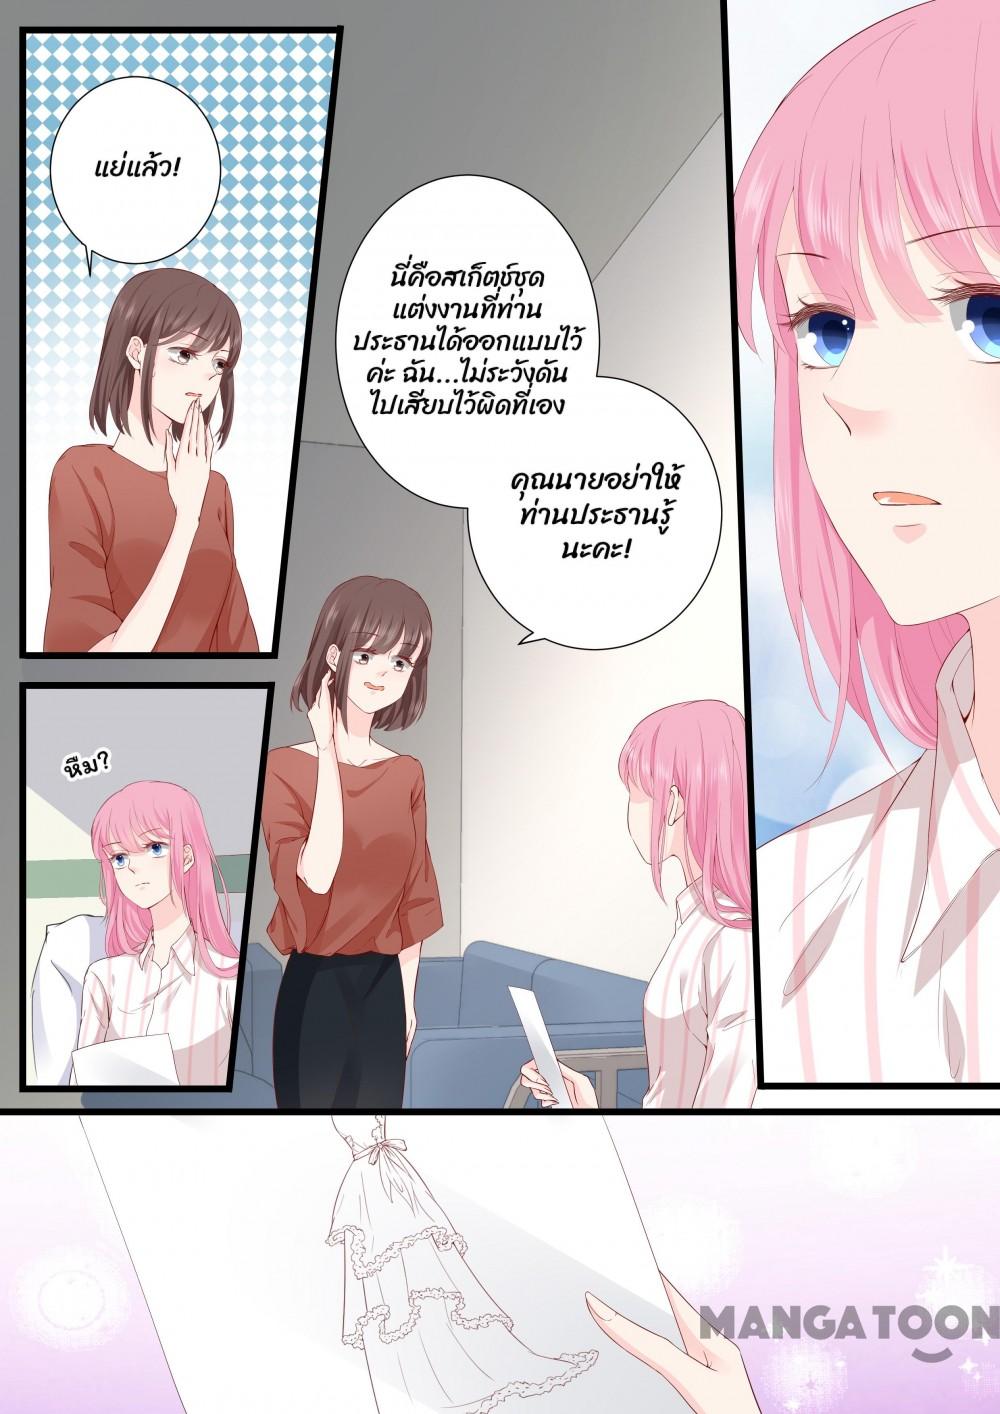 แย่แล้ว!
หืม?
นี่คือสเก็ตช์ชุด
แต่งงานที่ท่าน
ประธานได้ออกแบบไว้
ค่ะ ฉัน...ไม่ระวังดัน
ไปเสียบไว้ผิดที่เอง
คุณนายอย่าให้
ท่านประธานรู้
นะคะ!
MANGATOON